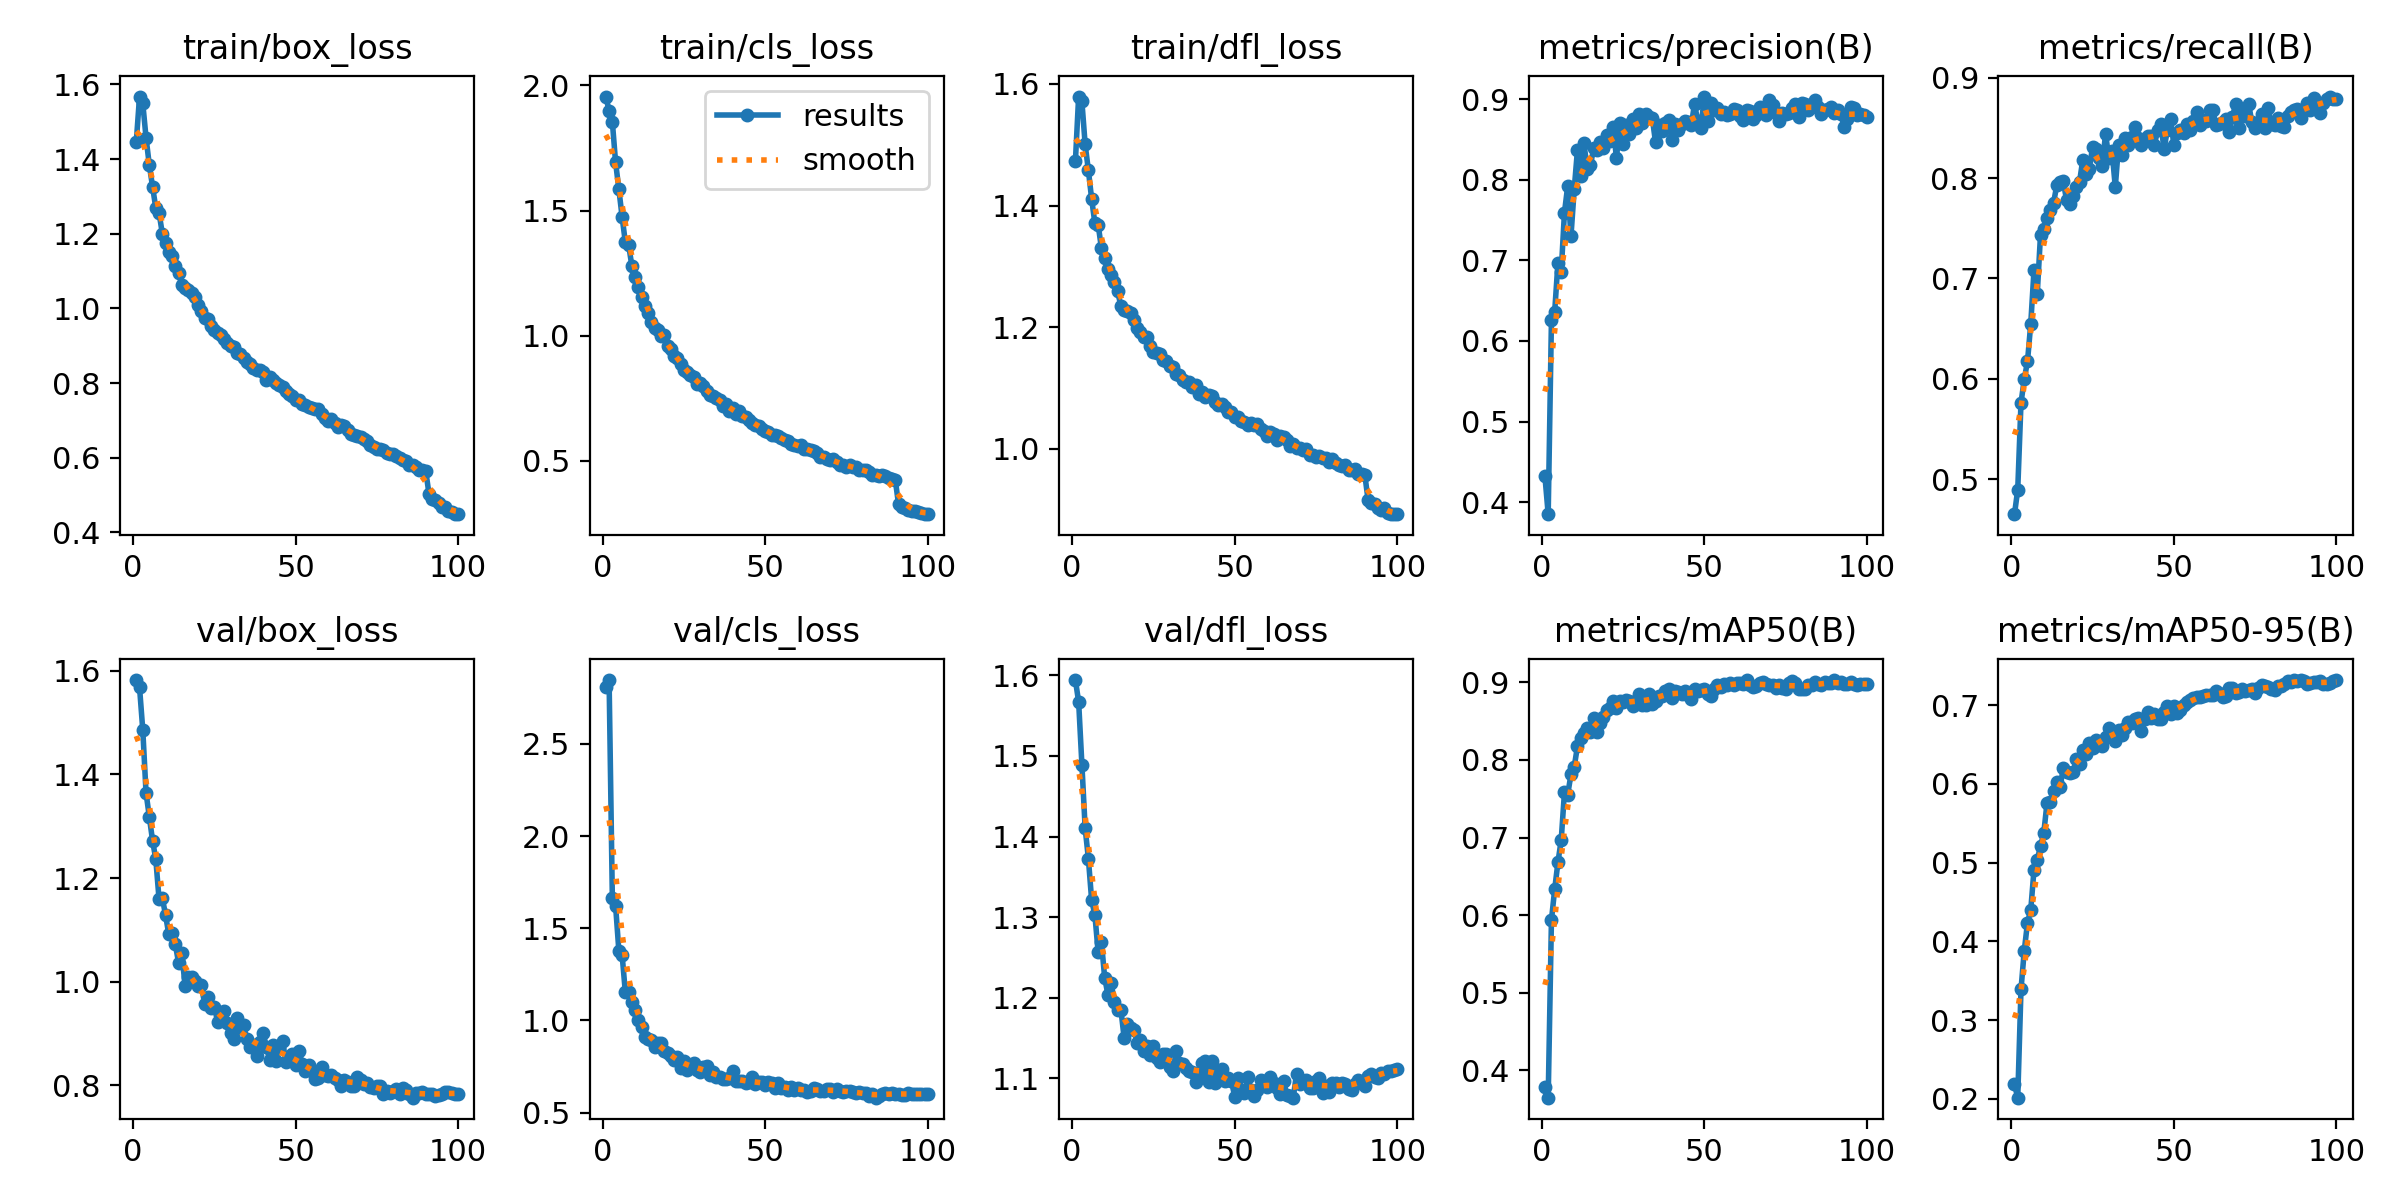 train/box_loss
1.6
1.4
1.2
1.0
0.8
0.6
0.4
0 50 100
train/cls_loss
2.0
1.5
1.0
0.5
results
smooth
0 50 100
train/dfl_loss
1.6
1.4
1.2
1.0
0 50 100
metrics/precision(B)
0.9
0.8
0.7
0.6
0.5
0.4
0 50 100
metrics/recall(B)
0.9
0.8
0.7
0.6
0.5
0 50 100
val/box_loss
1.6
1.4
1.2
1.0
0.8
0 50 100
val/cls_loss
2.5
2.0
1.5
1.0
0.5
0 50 100
val/dfl_loss
1.6
1.5
1.4
1.3
1.2
1.1
0 50 100
metrics/mAP50(B)
0.9
0.8
0.7
0.6
0.5
0.4
0 50 100
metrics/mAP50-95(B)
0.7
0.6
0.5
0.4
0.3
0.2
0 50 100